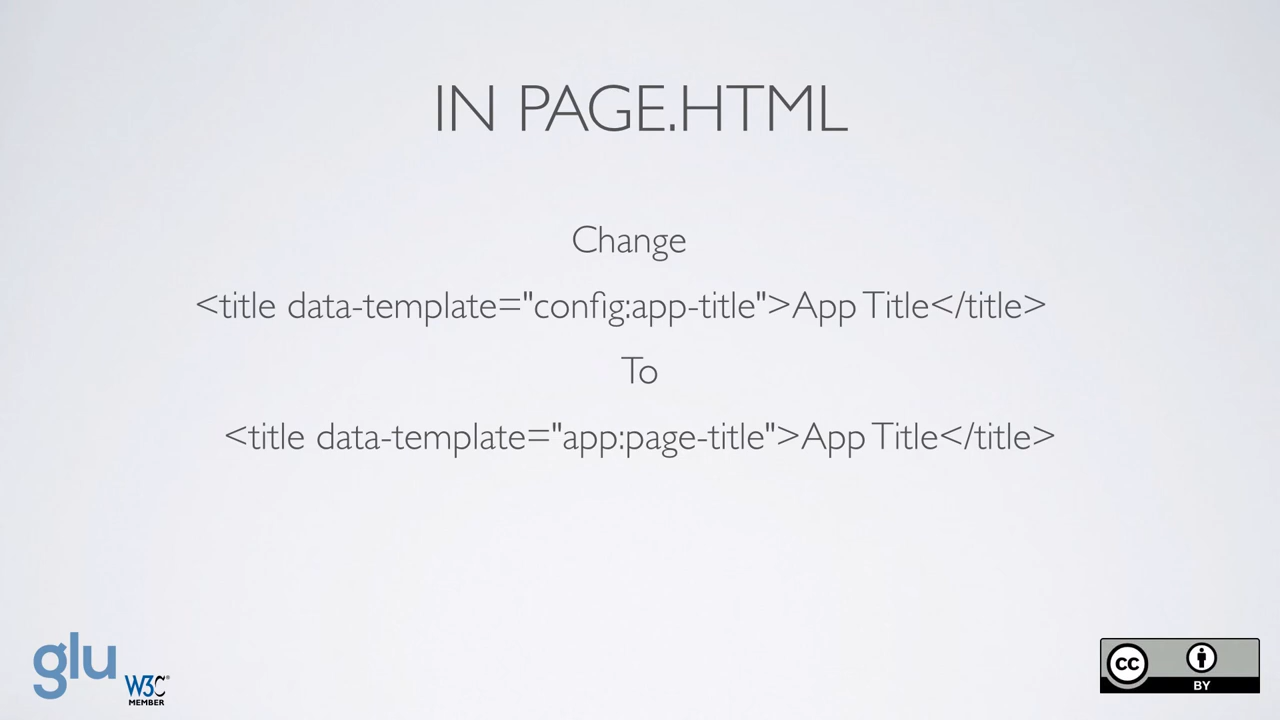 IN PAGE.HTML
Change
<title data-template="config:app-title">App Title</title>
To
<title data-template="app:page-title">App Title</title>
glu
W3C®
MEMBER
cc
BY